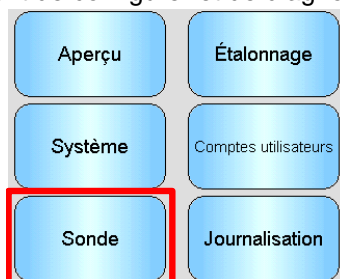 Aperçu
Étalonnage
Système
Comptes utilisateurs
Sonde
Journalisation